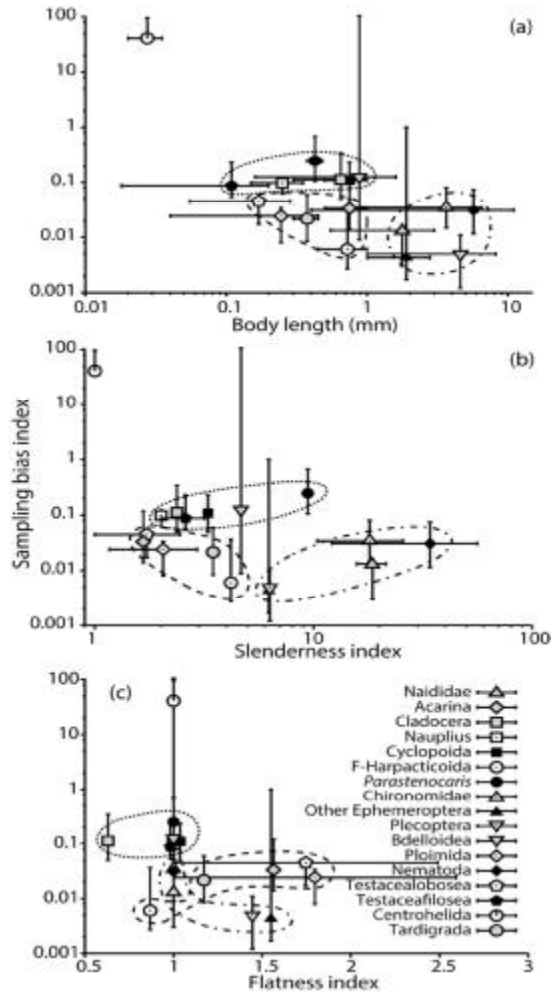 100
(a)
10
1
0.1
0.01
0.001
0.01 0.1 1 10
Body length (mm)
Sampling bias index
100
(b)
10
1
0.1
0.01
0.001
1 10 100
Slenderness index
(c)
100
10
1
0.1
0.01
0.001
0.5 1 1.5 2 2.5 3
Flatness index
Naididae
Acarina
Cladocera
Nauplius
Cyclopoida
F-Harpacticoida
Parastenocaris
Chironomidae
Other Ephemeroptera
Plecoptera
Bdelloidea
Ploimida
Nematoda
Testacealobosea
Testaceafilosea
Centrohelida
Tardigrada